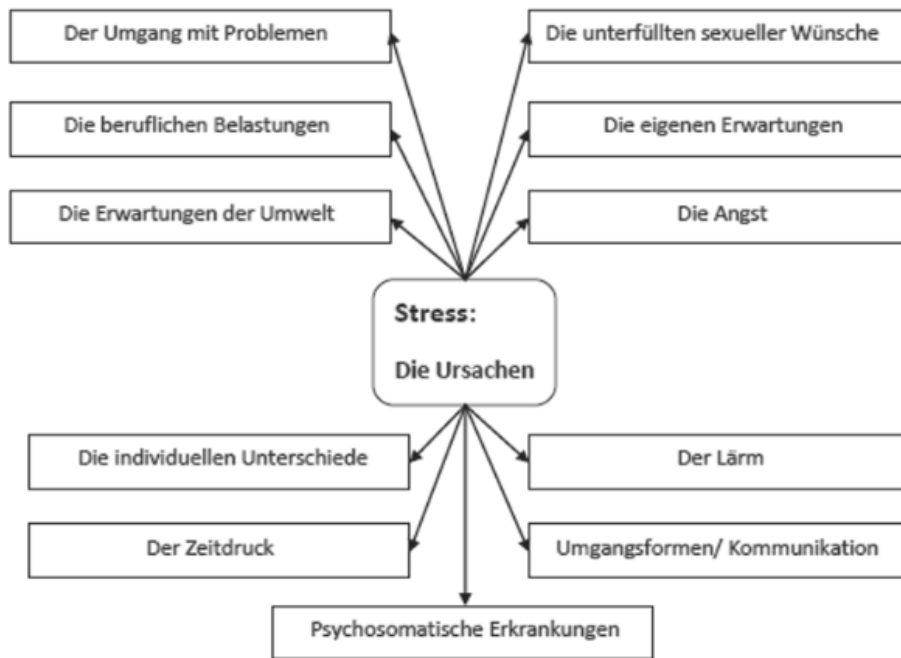 Der Umgang mit Problemen
Die unterfüllten sexueller Wünsche
Die beruflichen Belastungen
Die eigenen Erwartungen
Die Erwartungen der Umwelt
Die Angst
Stress:
Die Ursachen
Die individuellen Unterschiede
Der Lärm
Der Zeitdruck
Umgangsformen/ Kommunikation
Psychosomatische Erkrankungen